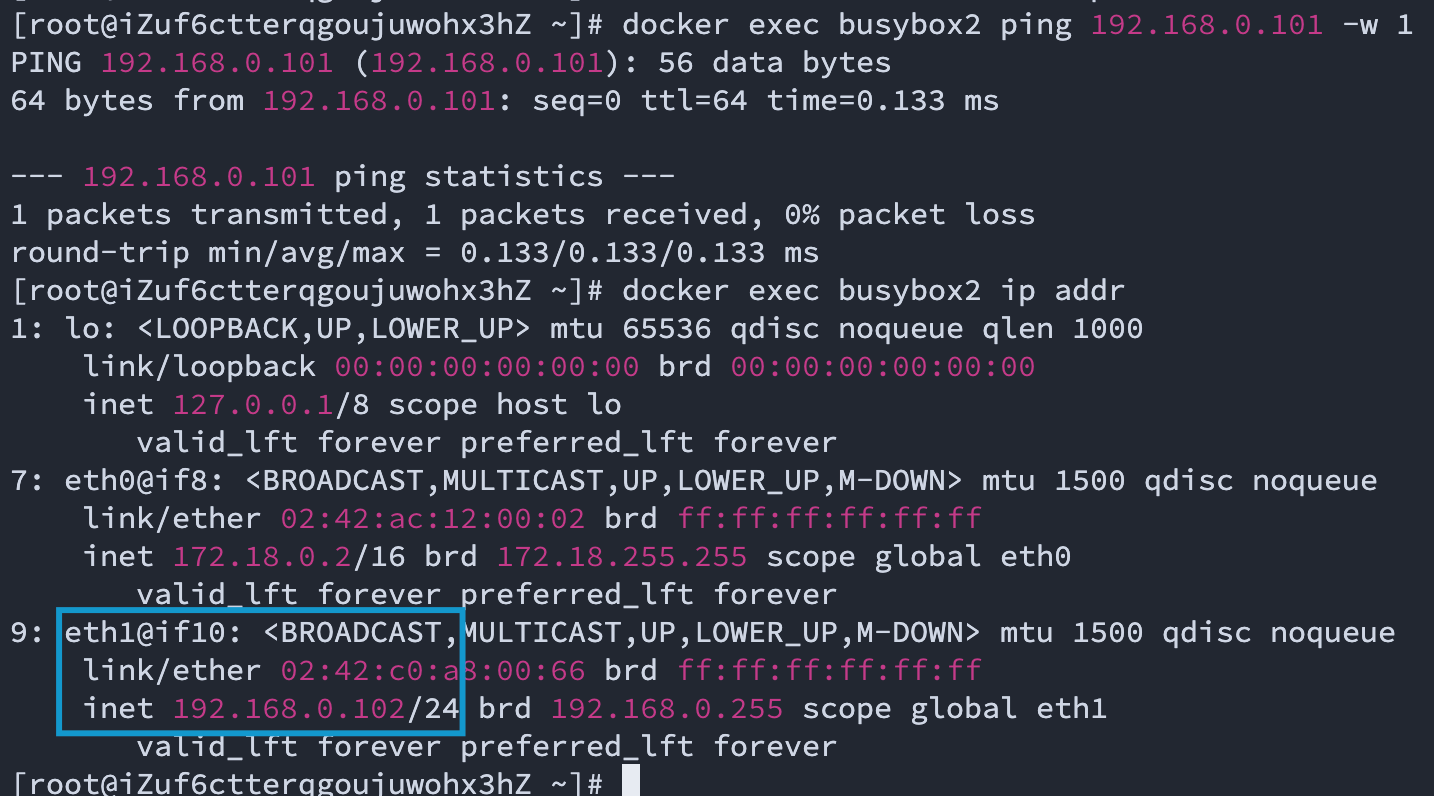 [root@iZuf6ctterqgoujuwohx3hZ ~]# docker exec busybox2 ping 192.168.0.101 -w 1
PING 192.168.0.101 (192.168.0.101): 56 data bytes
64 bytes from 192.168.0.101: seq=0 ttl=64 time=0.133 ms

--- 192.168.0.101 ping statistics ---
1 packets transmitted, 1 packets received, 0% packet loss
round-trip min/avg/max = 0.133/0.133/0.133 ms
[root@iZuf6ctterqgoujuwohx3hZ ~]# docker exec busybox2 ip addr
1: lo: <LOOPBACK,UP,LOWER_UP> mtu 65536 qdisc noqueue qlen 1000
    link/loopback 00:00:00:00:00:00 brd 00:00:00:00:00:00
    inet 127.0.0.1/8 scope host lo
       valid_lft forever preferred_lft forever
7: eth0@if8: <BROADCAST,MULTICAST,UP,LOWER_UP,M-DOWN> mtu 1500 qdisc noqueue
    link/ether 02:42:ac:12:00:02 brd ff:ff:ff:ff:ff:ff
    inet 172.18.0.2/16 brd 172.18.255.255 scope global eth0
       valid_lft forever preferred_lft forever
9: eth1@if10: <BROADCAST,MULTICAST,UP,LOWER_UP,M-DOWN> mtu 1500 qdisc noqueue
    link/ether 02:42:c0:a8:00:66 brd ff:ff:ff:ff:ff:ff
    inet 192.168.0.102/24 brd 192.168.0.255 scope global eth1
       valid_lft forever preferred_lft forever
[root@iZuf6ctterqgoujuwohx3hZ ~]#